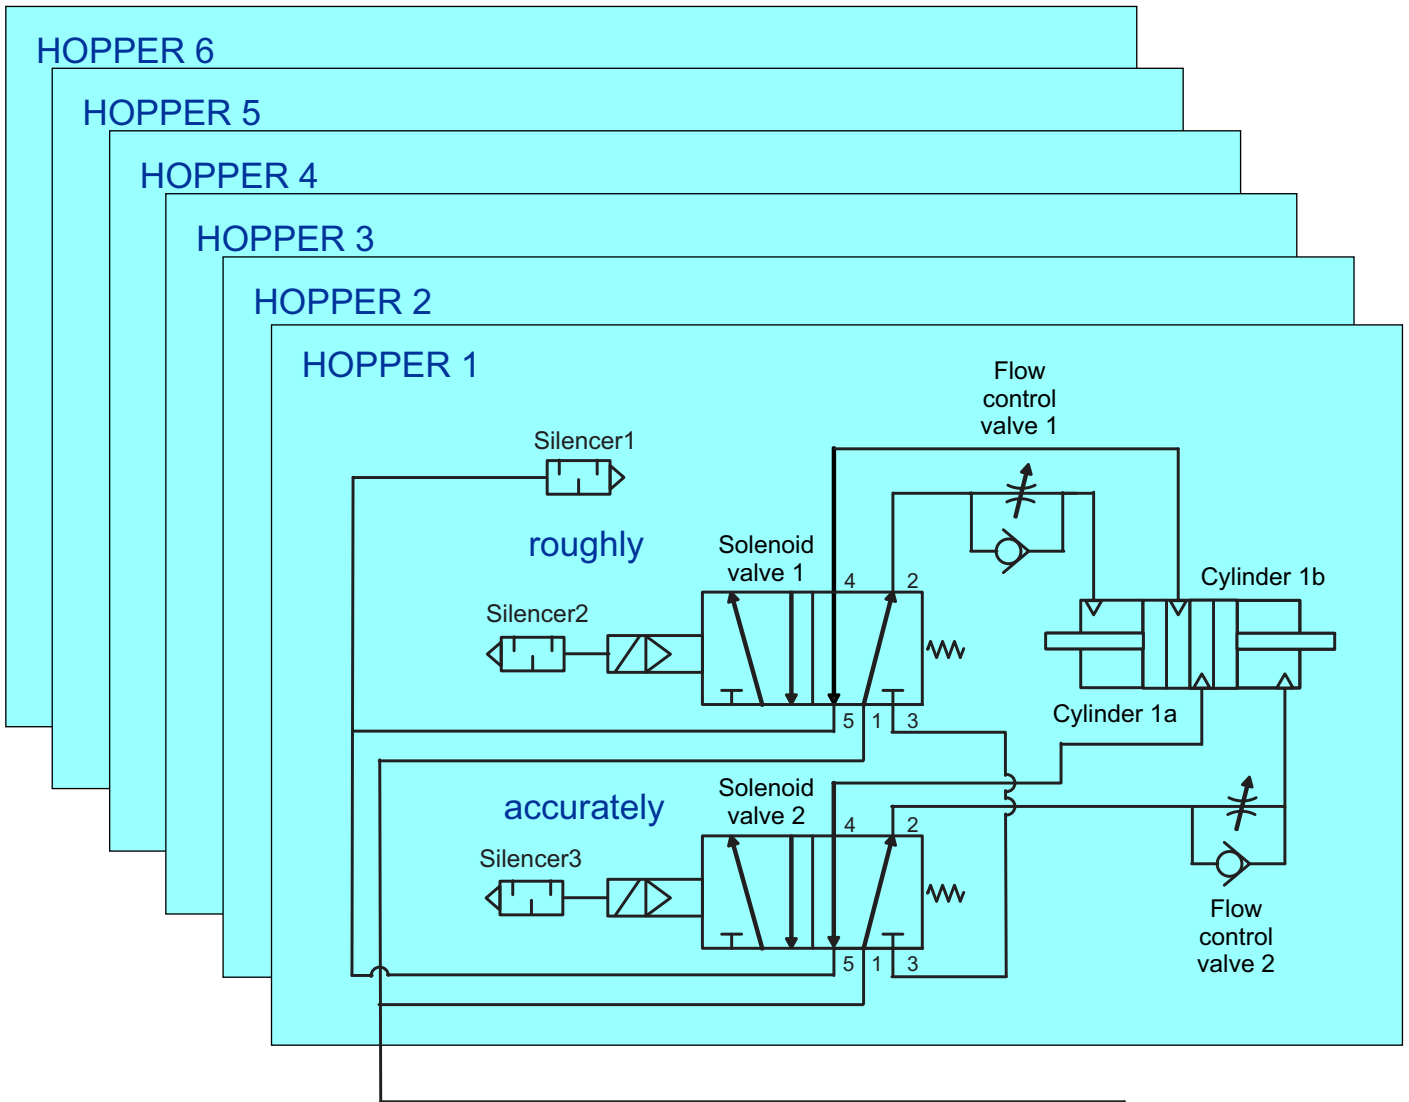 HOPPER 6
HOPPER 5
HOPPER 4
HOPPER 3
HOPPER 2
HOPPER 1
Flow
control
valve 1
Silencer1
roughly
Solenoid
valve 1
4 2
Cylinder 1b
Silencer2
5 1 3
Cylinder 1a
accurately
Solenoid
valve 2
4 2
Silencer3
Flow
control
valve 2
5 1 3